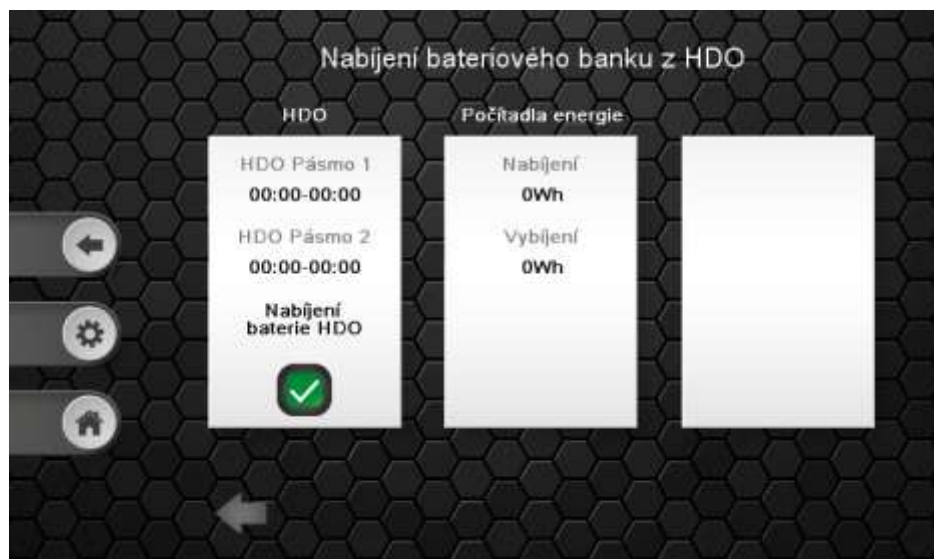 Nabíjení bateriového banku z HDO
HDO
HDO Pásmo 1
00:00-00:00
HDO Pásmo 2
00:00-00:00
Nabíjení
baterie HDO
Počítadla energie
Nabíjení
0Wh
Vybíjení
0Wh